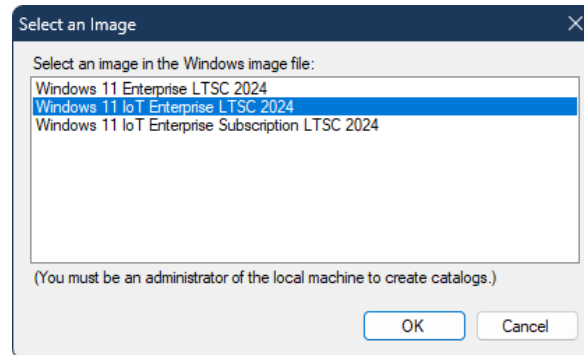 Select an Image
Select an image in the Windows image file:
Windows 11 Enterprise LTSC 2024
Windows 11 IoT Enterprise LTSC 2024
Windows 11 IoT Enterprise Subscription LTSC 2024
(You must be an administrator of the local machine to create catalogs.)
OK
Cancel